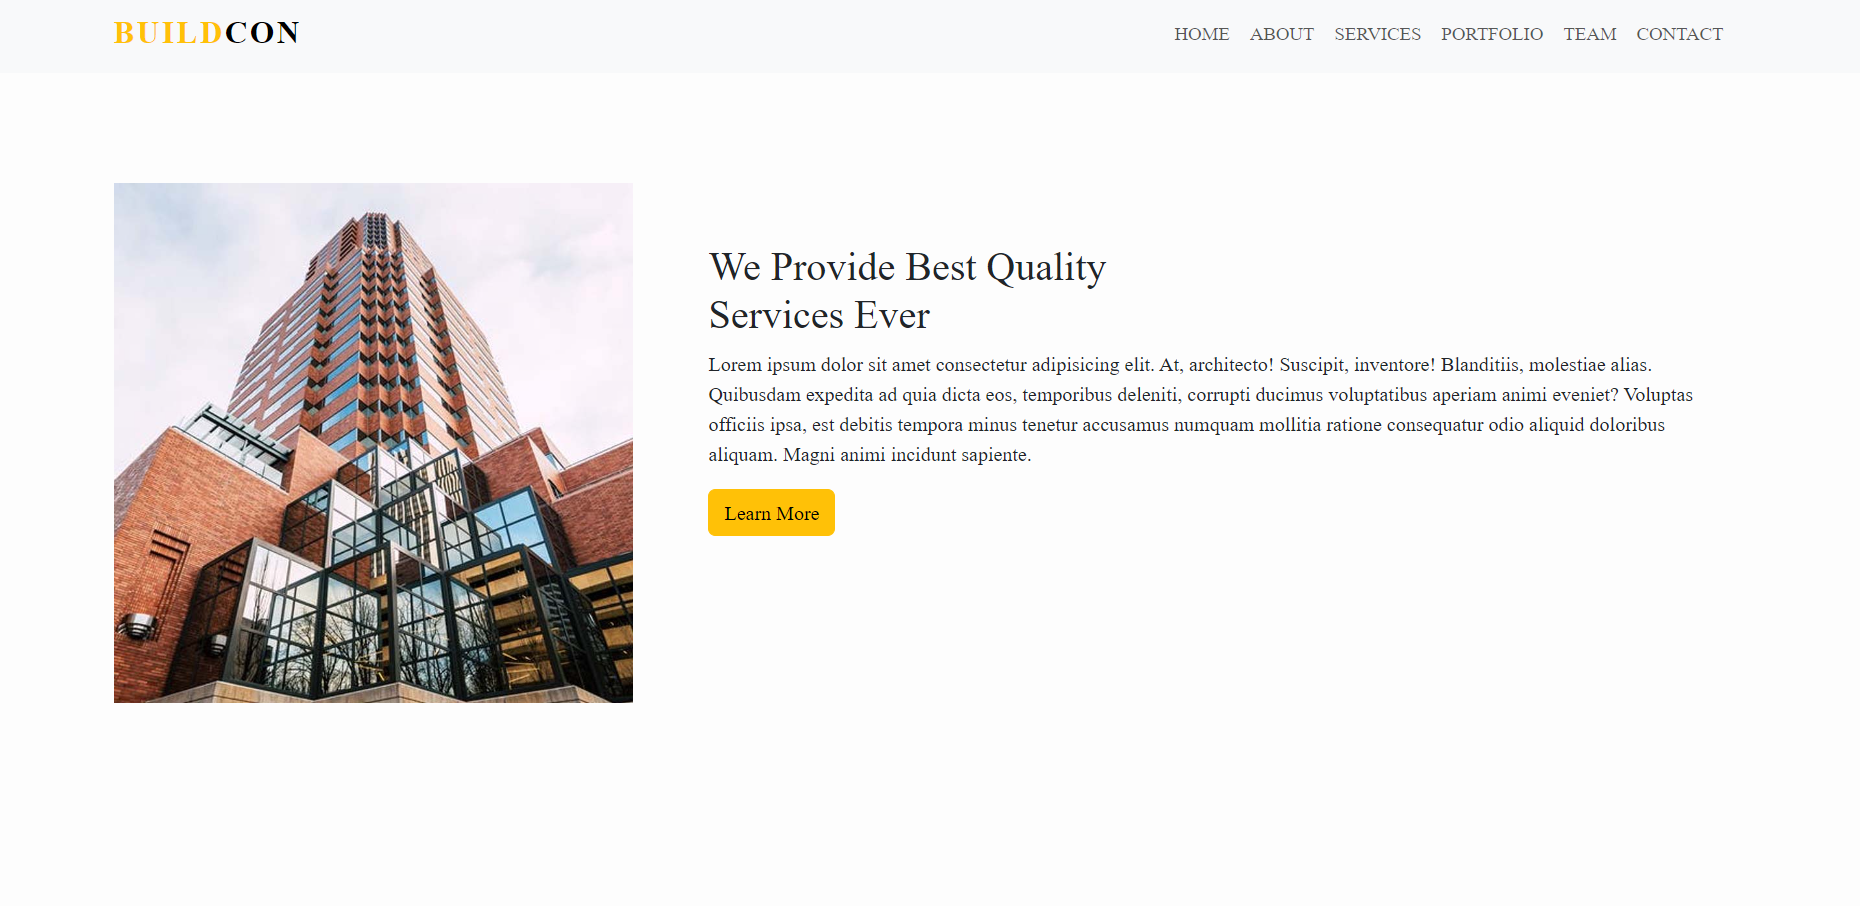 BUILDCON
HOME ABOUT SERVICES PORTFOLIO TEAM CONTACT
We Provide Best Quality
Services Ever
Lorem ipsum dolor sit amet consectetur adipisicing elit. At, architecto! Suscipit, inventore! Blanditiis, molestiae alias.
Quibusdam expedita ad quia dicta eos, temporibus deleniti, corrupti ducimus voluptatibus aperiam animi eveniet? Voluptas
officiis ipsa, est debitis tempora minus tenetur accusamus numquam mollitia ratione consequatur odio aliquid doloribus
aliquam. Magni animi incidunt sapiente.
Learn More